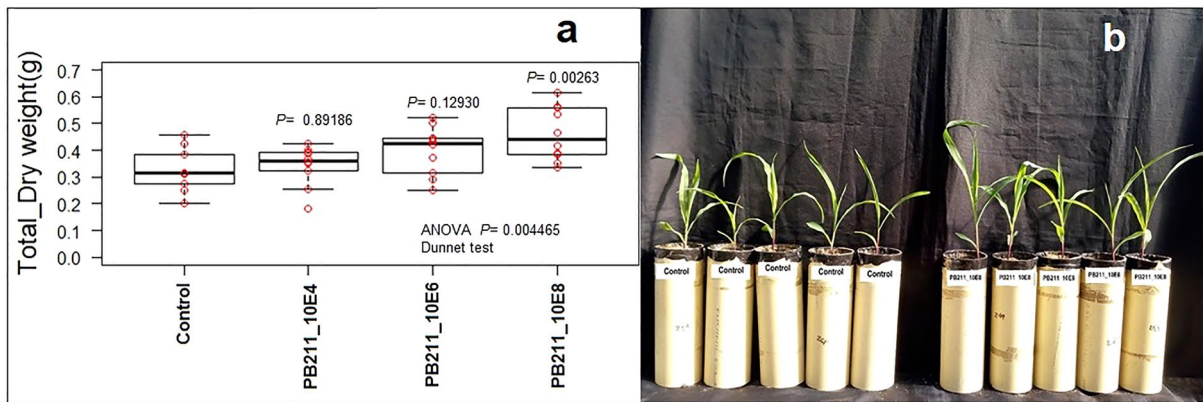 a
Total_Dry weight(g)
0.7
0.6
0.5
0.4
0.3
0.2
0.1
0.0
P= 0.89186
P= 0.12930
P= 0.00263
ANOVA P= 0.004465
Dunnet test
Control
PB211_10E4
PB211_10E6
PB211_10E8
b
Control
Control
Control
Control
Control
PB211_10E8
PB211_10E8
PB211_10E8
PB211_10E8
PB211_10E8